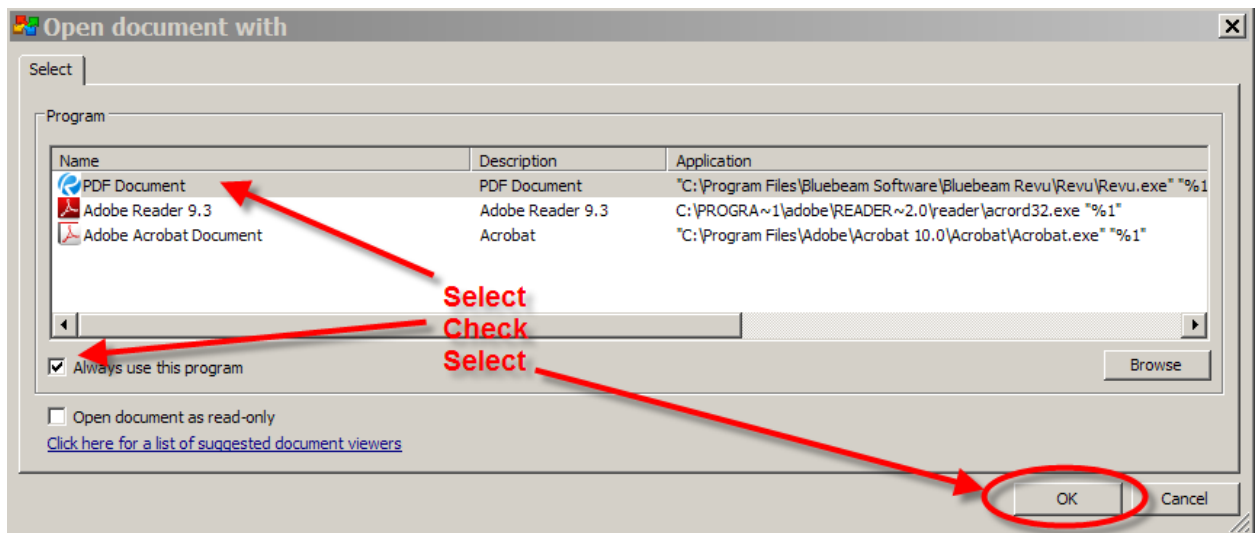 Open document with
Select
Program
Name Description Application
PDF Document PDF Document "C:\Program Files\Bluebeam Software\Bluebeam Revu\Revu\Revu.exe" "%1
Adobe Reader 9.3 Adobe Reader 9.3 C:\PROGRA~1\adobe\READER~2.0\reader\acrord32.exe "%1"
Adobe Acrobat Document Acrobat "C:\Program Files\Adobe\Acrobat 10.0\Acrobat\Acrobat.exe" "%1"
Select
Check
Select
Always use this program Browse
Open document as read-only
Click here for a list of suggested document viewers
OK Cancel